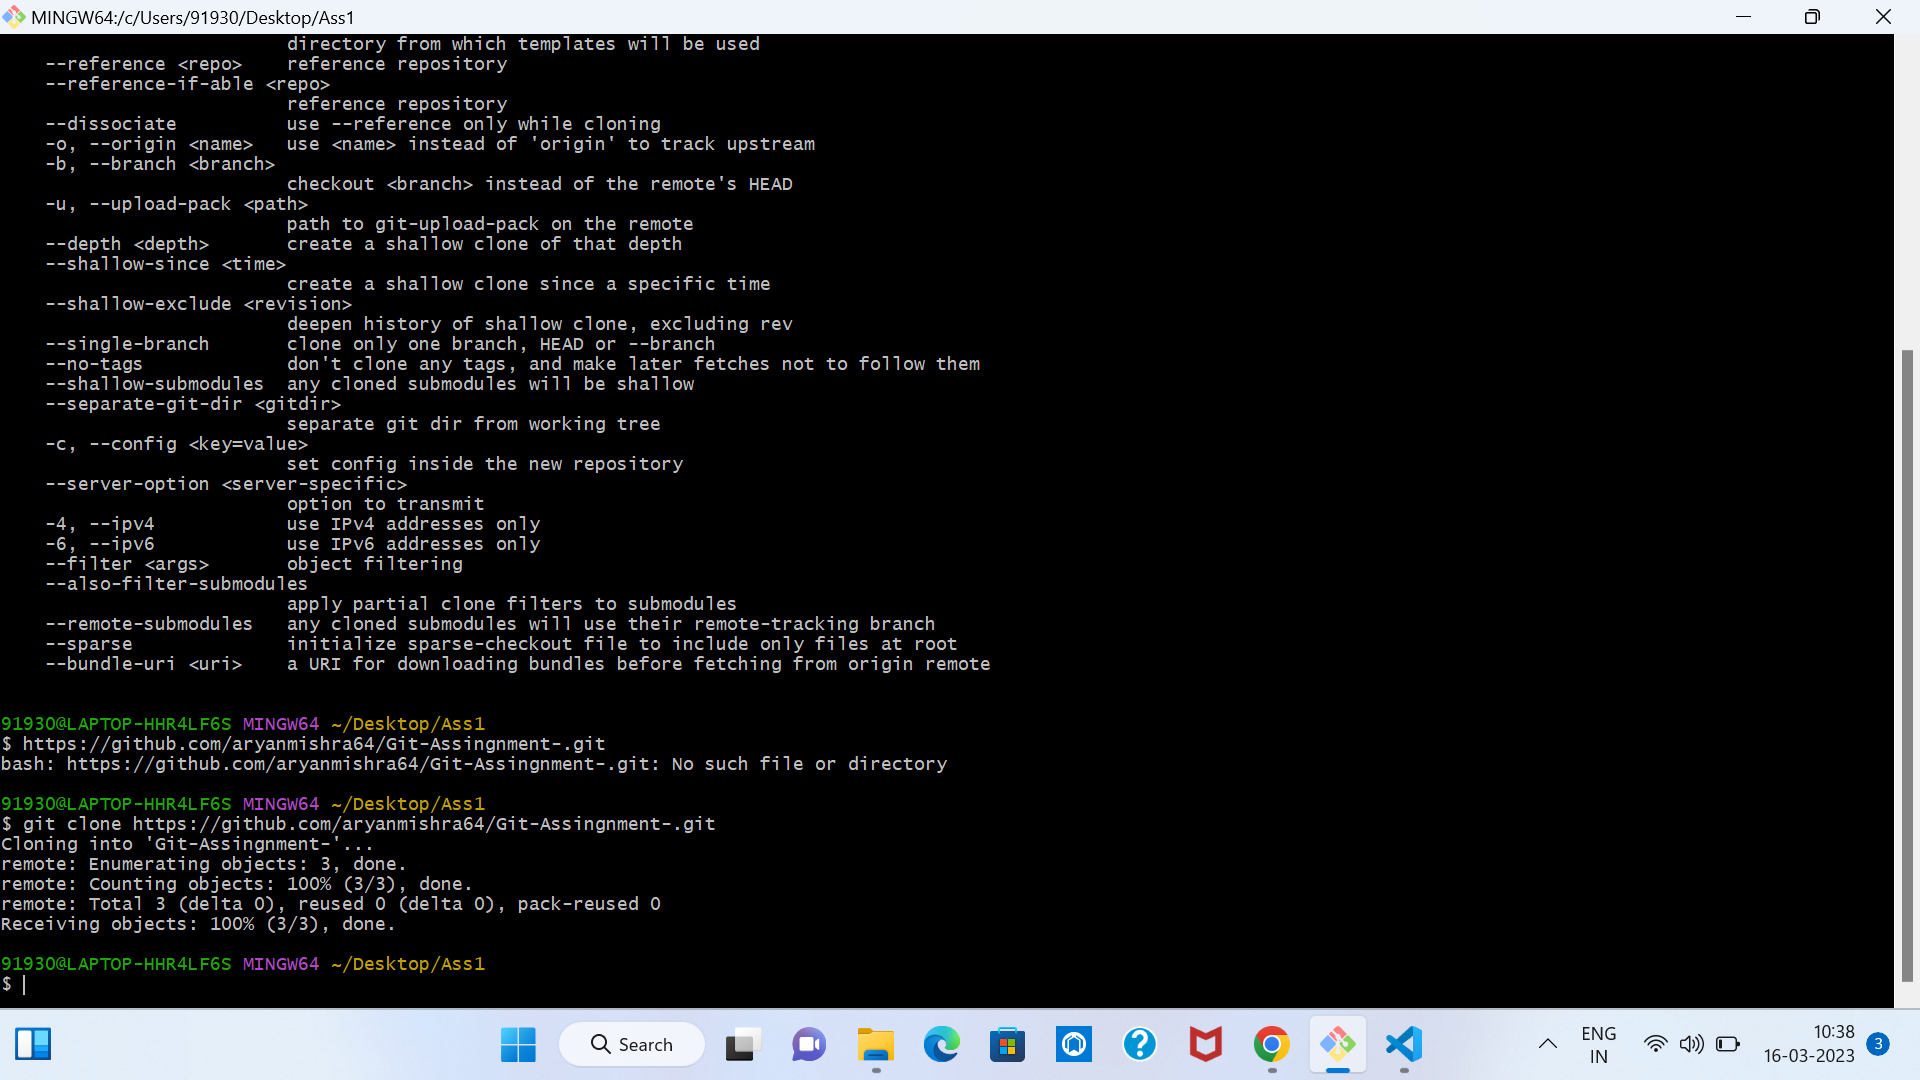 MINGW64:/c/Users/91930/Desktop/Ass1
directory from which templates will be used
--reference <repo>    reference repository
--reference-if-able <repo>
reference repository
--dissociate          use --reference only while cloning
-o, --origin <name>   use <name> instead of 'origin' to track upstream
-b, --branch <branch>
checkout <branch> instead of the remote's HEAD
-u, --upload-pack <path>
path to git-upload-pack on the remote
--depth <depth>       create a shallow clone of that depth
--shallow-since <time>
create a shallow clone since a specific time
--shallow-exclude <revision>
deepen history of shallow clone, excluding rev
--single-branch       clone only one branch, HEAD or --branch
--no-tags             don't clone any tags, and make later fetches not to follow them
--shallow-submodules  any cloned submodules will be shallow
--separate-git-dir <gitdir>
separate git dir from working tree
-c, --config <key=value>
set config inside the new repository
--server-option <server-specific>
option to transmit
-4, --ipv4            use IPv4 addresses only
-6, --ipv6            use IPv6 addresses only
--filter <args>       object filtering
--also-filter-submodules
apply partial clone filters to submodules
--remote-submodules   any cloned submodules will use their remote-tracking branch
--sparse              initialize sparse-checkout file to include only files at root
--bundle-uri <uri>    a URI for downloading bundles before fetching from origin remote
91930@LAPTOP-HHR4LF6S MINGW64 ~/Desktop/Ass1
$ https://github.com/aryanmishra64/Git-Assingnment-.git
bash: https://github.com/aryanmishra64/Git-Assingnment-.git: No such file or directory
91930@LAPTOP-HHR4LF6S MINGW64 ~/Desktop/Ass1
$ git clone https://github.com/aryanmishra64/Git-Assingnment-.git
Cloning into 'Git-Assingnment-'...
remote: Enumerating objects: 3, done.
remote: Counting objects: 100% (3/3), done.
remote: Total 3 (delta 0), reused 0 (delta 0), pack-reused 0
Receiving objects: 100% (3/3), done.
91930@LAPTOP-HHR4LF6S MINGW64 ~/Desktop/Ass1
$
Search
ENG
IN
10:38
16-03-2023
3